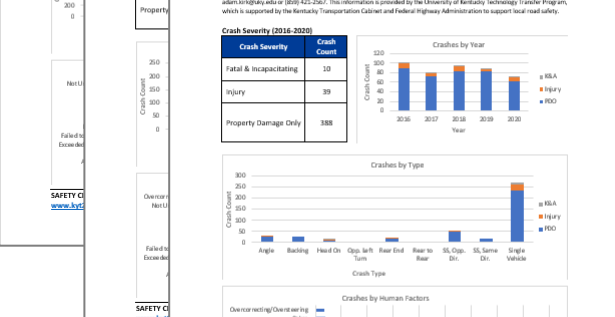 adam.kirk@uky.edu or (859) 421-2567. This information is provided by the University of Kentucky Technology Transfer Program,
which is supported by the Kentucky Transportation Cabinet and Federal Highway Administration to support local road safety.
Crash Severity (2016-2020)
Crash Severity Crash Count
Fatal & Incapacitating 10
Injury 39
Property Damage Only 388
Crashes by Year
Crash Count
120
100
80
60
40
20
0
2016 2017 2018 2019 2020
Year
K&A
Injury
PDO
Crashes by Type
Crash Count
300
250
200
150
100
50
0
Angle Backing Head On Opp. Left Turn Rear End Rear to Rear SS, Opp. Dir. SS, Same Dir. Single Vehicle
Crash Type
K&A
Injury
PDO
Crashes by Human Factors
Overcorrecting/Oversteering
200
0
Not U
Failed to
Exceeded
SAFETY CI
www.kyt
Property
250
200
150
100
50
0
Crash Count
Overcorr
Not U
Failed to
Exceeded
SAFETY CI